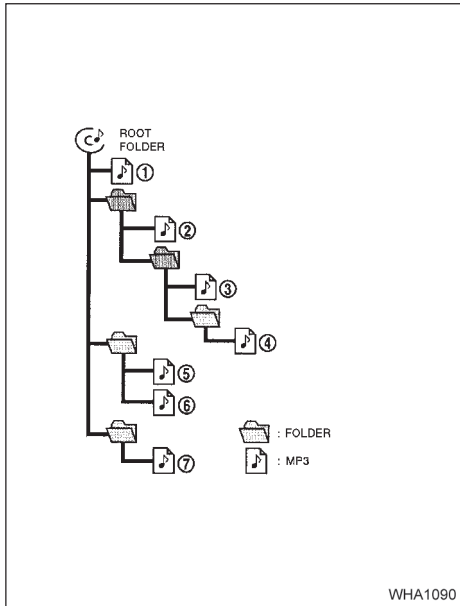 ROOT
FOLDER
①
②
③
④
⑤
⑥
⑦
: FOLDER
: MP3
WHA1090